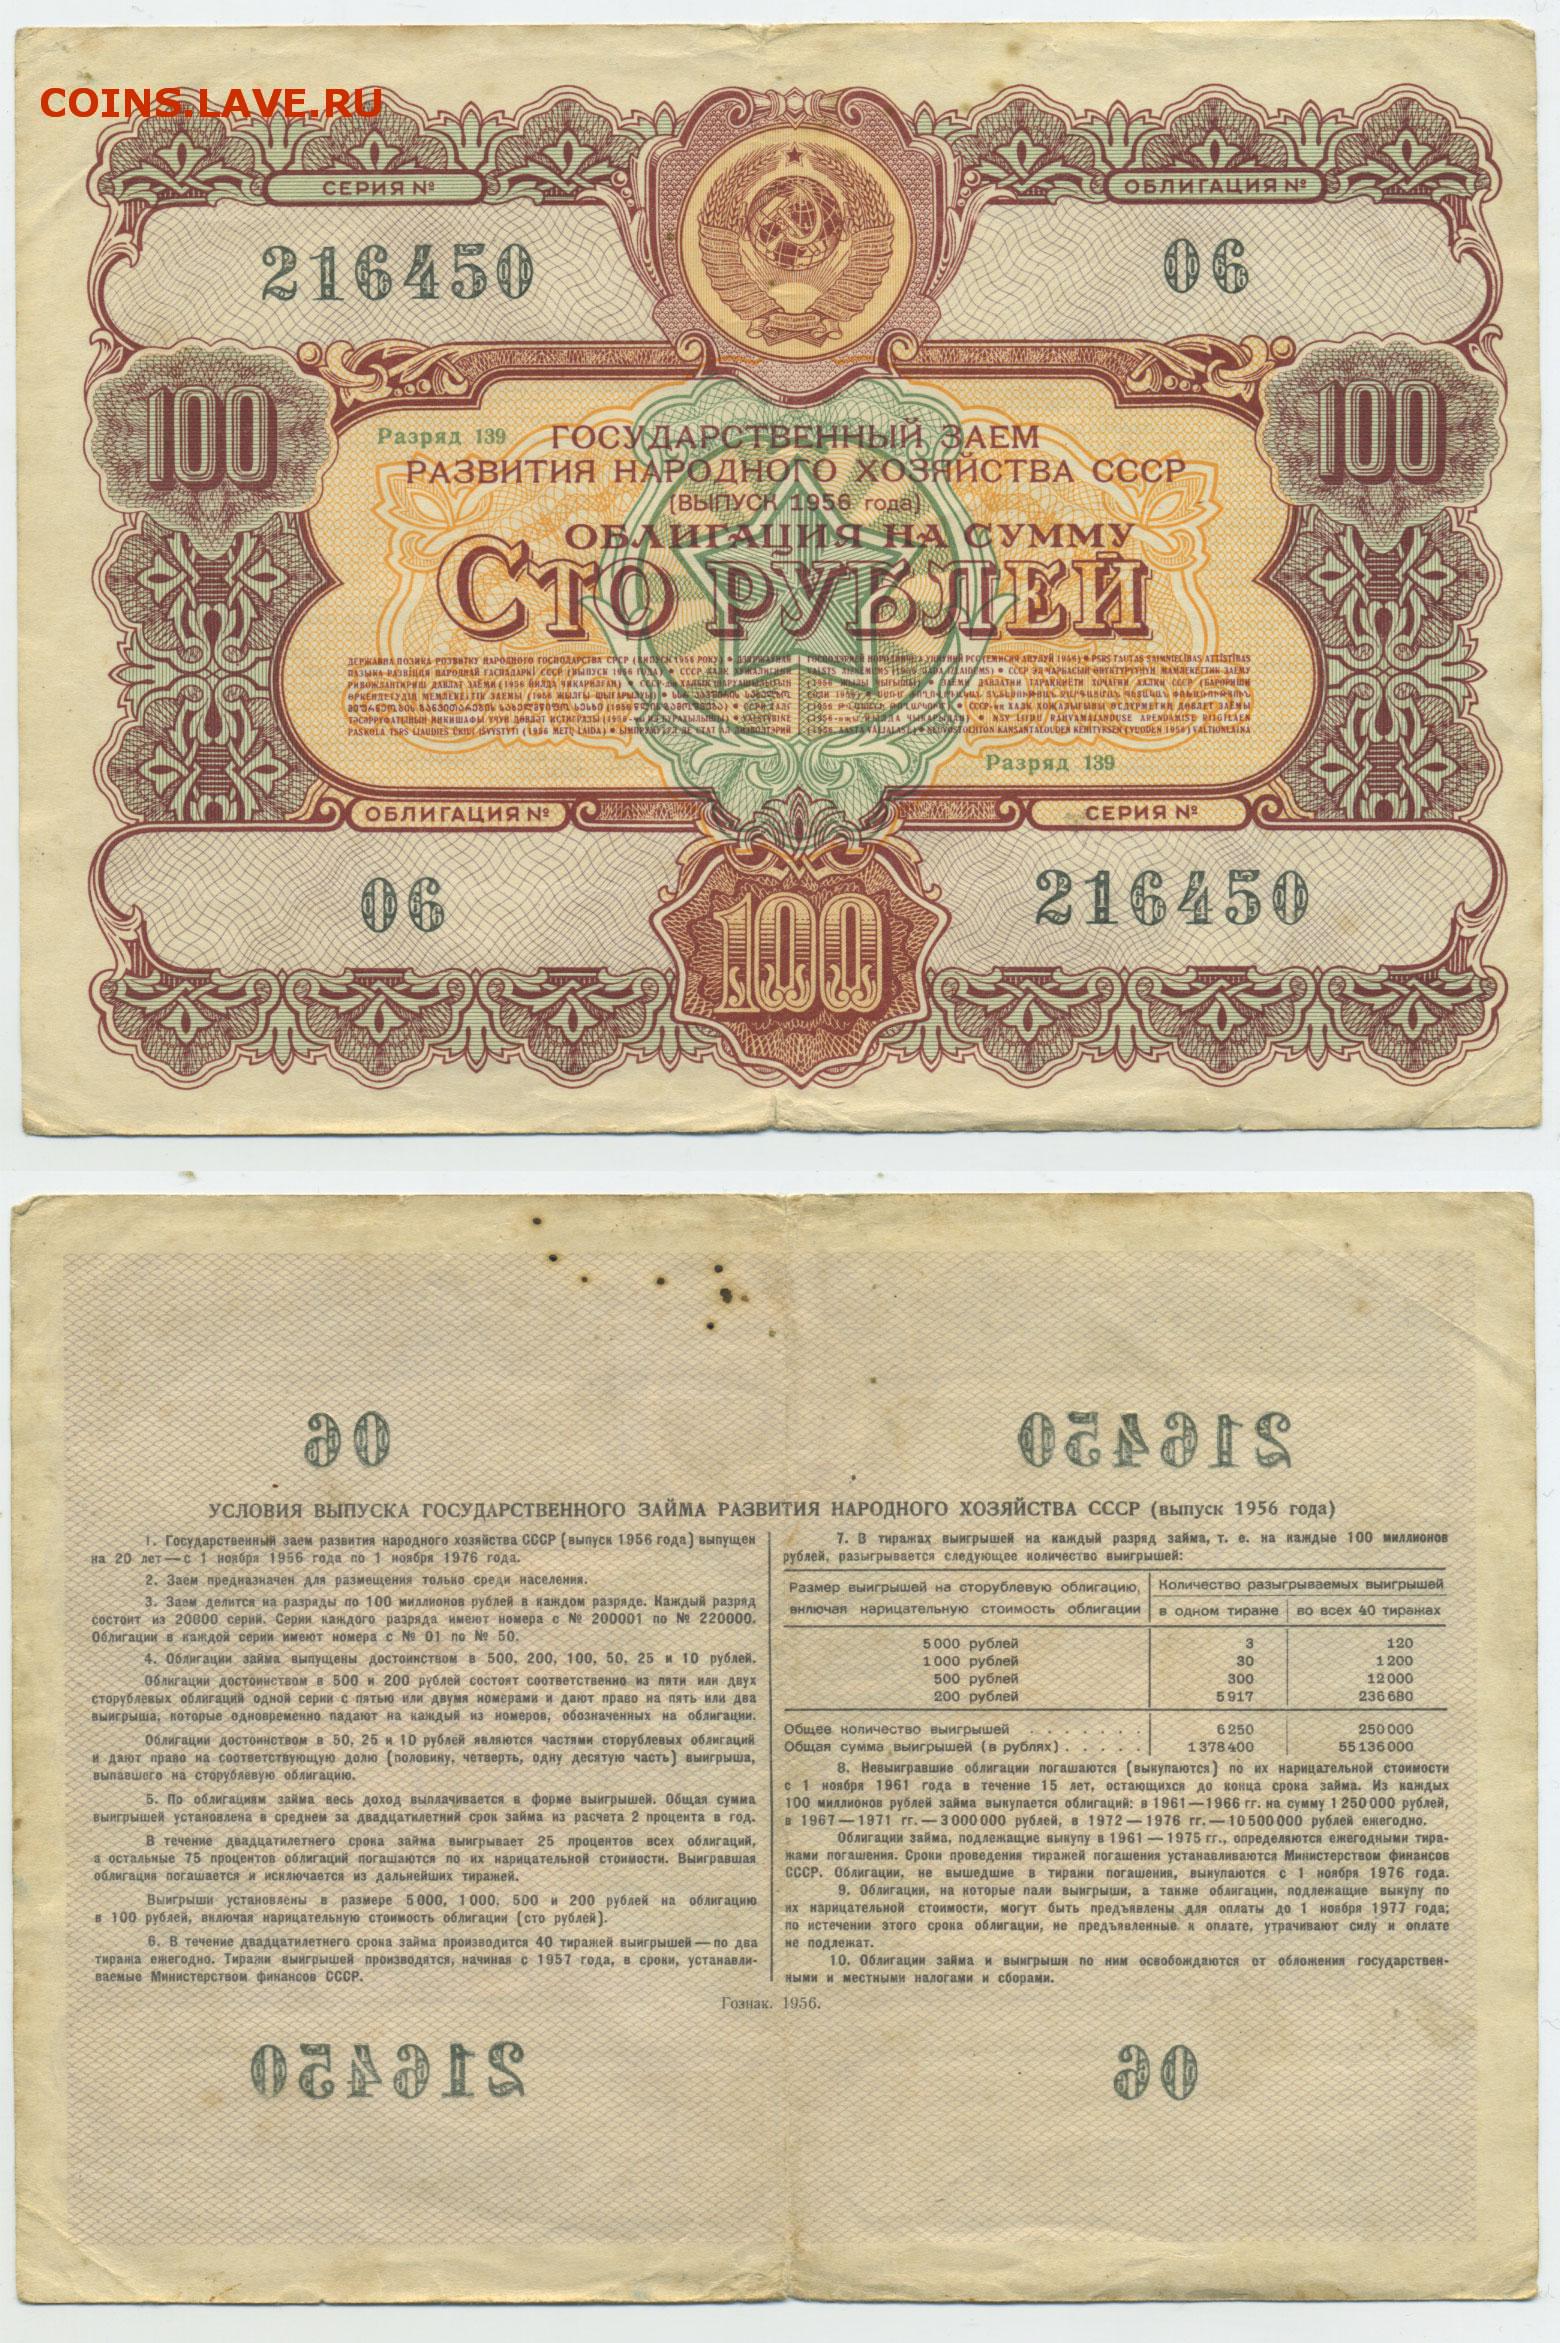 COINS.LAVE.RU
СЕРИЯ № ОБЛИГАЦИЯ №
216450 06
100 100
Разряд 139 ГОСУДАРСТВЕННЫЙ ЗАЕМ
РАЗВИТИЯ НАРОДНОГО ХОЗЯЙСТВА СССР
(ВЫПУСК 1956 года)
ОБЛИГАЦИЯ НА СУММУ
СТО РУБЛЕЙ
Разряд 139
ОБЛИГАЦИЯ № СЕРИЯ №
06 216450
100
06 216450
УСЛОВИЯ ВЫПУСКА ГОСУДАРСТВЕННОГО ЗАЙМА РАЗВИТИЯ НАРОДНОГО ХОЗЯЙСТВА СССР (выпуск 1956 года)
1. Государственный заем развития народного хозяйства СССР (выпуск 1956 года) выпущен
на 20 лет — с 1 ноября 1956 года по 1 ноября 1976 года.
2. Заем предназначен для размещения только среди населения.
3. Заем делится на разряды по 100 миллионов рублей в каждом разряде. Каждый разряд
состоит из 20000 серий. Серии каждого разряда имеют номера с № 200001 по № 220000.
Облигации в каждой серии имеют номера с № 01 по № 50.
4. Облигации займа выпущены достоинством в 500, 200, 100, 50, 25 и 10 рублей.
Облигации достоинством в 500 и 200 рублей состоят соответственно из пяти или двух
сторублевых облигаций одной серии с пятью или двумя номерами и дают право на пять или два
выигрыша, которые одновременно падают на каждый из номеров, обозначенных на облигации.
Облигации достоинством в 50, 25 и 10 рублей являются частями сторублевых облигаций
и дают право на соответствующую долю (половину, четверть, одну десятую часть) выигрыша,
выпавшего на сторублевую облигацию.
5. По облигациям займа весь доход выплачивается в форме выигрышей. Общая сумма
выигрышей установлена в среднем за двадцатилетний срок займа из расчета 2 процента в год.
В течение двадцатилетнего срока займа выигрывает 25 процентов всех облигаций,
а остальные 75 процентов облигаций погашаются по их нарицательной стоимости. Выигравшая
облигация погашается и исключается из дальнейших тиражей.
Выигрыши установлены в размере 5000, 1000, 500 и 200 рублей на облигацию
в 100 рублей, включая нарицательную стоимость облигации (сто рублей).
6. В течение двадцатилетнего срока займа производится 40 тиражей выигрышей — по два
тиража ежегодно. Тиражи выигрышей производятся, начиная с 1957 года, в сроки, устанавли-
ваемые Министерством финансов СССР.
7. В тиражах выигрышей на каждый разряд займа, т. е. на каждые 100 миллионов
рублей, разыгрывается следующее количество выигрышей:
Размер выигрышей на сторублевую облигацию, Количество разыгрываемых выигрышей
включая нарицательную стоимость облигации в одном тираже во всех 40 тиражах
5000 рублей 3 120
1000 рублей 30 1200
500 рублей 300 12000
200 рублей 5917 236680
Общее количество выигрышей . . . . . . . 6250 250000
Общая сумма выигрышей (в рублях) . . . . . 1378400 55136000
8. Невыигравшие облигации погашаются (выкупаются) по их нарицательной стоимости
с 1 ноября 1961 года в течение 15 лет, остающихся до конца срока займа. Из каждых
100 миллионов рублей займа выкупается облигаций: в 1961—1966 гг. на сумму 1250000 рублей,
в 1967—1971 гг.—3000000 рублей, в 1972—1976 гг.—10500000 рублей ежегодно.
Облигации займа, подлежащие выкупу в 1961—1975 гг., определяются ежегодными тира-
жами погашения. Сроки проведения тиражей погашения устанавливаются Министерством финансов
СССР. Облигации, не вышедшие в тиражи погашения, выкупаются с 1 ноября 1976 года.
9. Облигации, на которые пали выигрыши, а также облигации, подлежащие выкупу по
их нарицательной стоимости, могут быть предъявлены для оплаты до 1 ноября 1977 года;
по истечении этого срока облигации, не предъявленные к оплате, утрачивают силу и оплате
не подлежат.
10. Облигации займа и выигрыши по ним освобождаются от обложения государствен-
ными и местными налогами и сборами.
Гознак. 1956.
216450 06